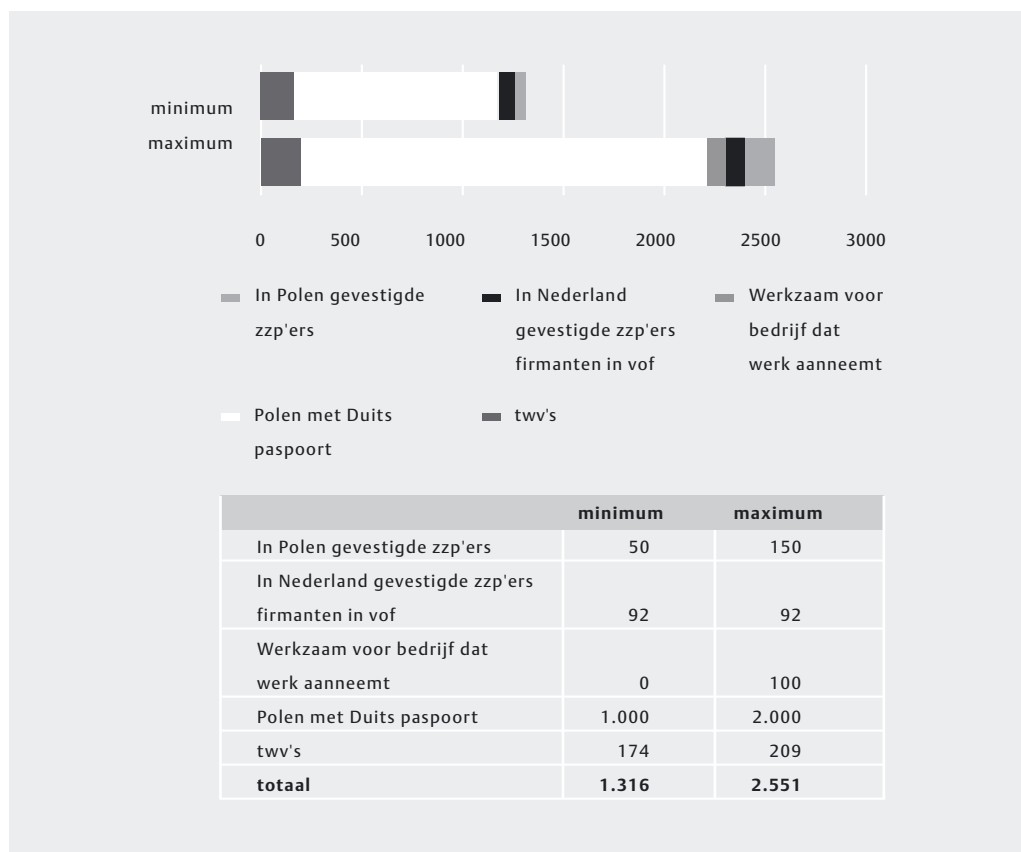 minimum
maximum
0 500 1000 1500 2000 2500 3000
In Polen gevestigde
zzp'ers
In Nederland
gevestigde zzp'ers
firmanten in vof
Werkzaam voor
bedrijf dat
werk aanneemt
Polen met Duits
paspoort
twv's
minimum maximum
In Polen gevestigde zzp'ers 50 150
In Nederland gevestigde zzp'ers
firmanten in vof 92 92
Werkzaam voor bedrijf dat
werk aanneemt 0 100
Polen met Duits paspoort 1.000 2.000
twv's 174 209
totaal 1.316 2.551